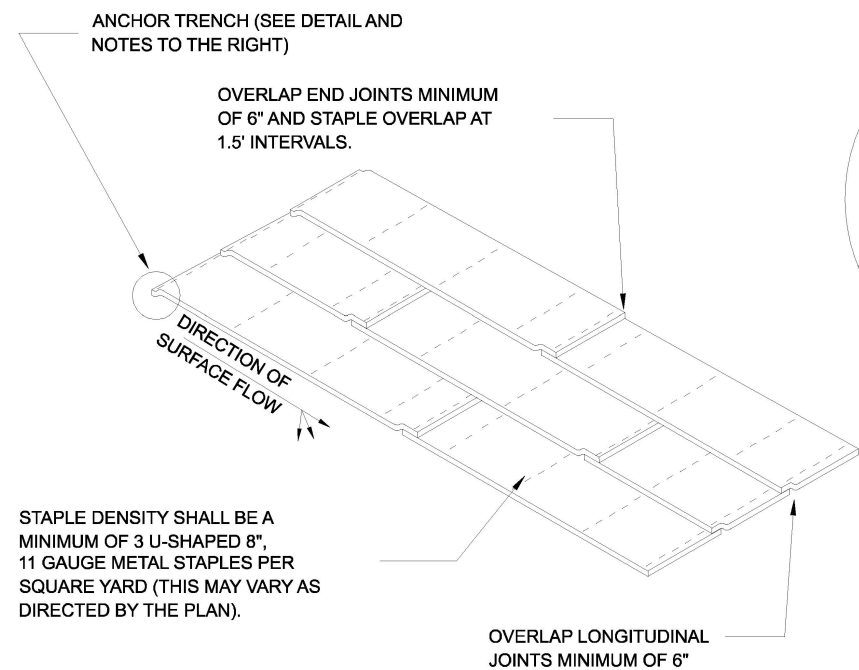 ANCHOR TRENCH (SEE DETAIL AND
NOTES TO THE RIGHT)
OVERLAP END JOINTS MINIMUM
OF 6" AND STAPLE OVERLAP AT
1.5' INTERVALS.
DIRECTION OF
SURFACE FLOW
STAPLE DENSITY SHALL BE A
MINIMUM OF 3 U-SHAPED 8",
11 GAUGE METAL STAPLES PER
SQUARE YARD (THIS MAY VARY AS
DIRECTED BY THE PLAN).
OVERLAP LONGITUDINAL
JOINTS MINIMUM OF 6"